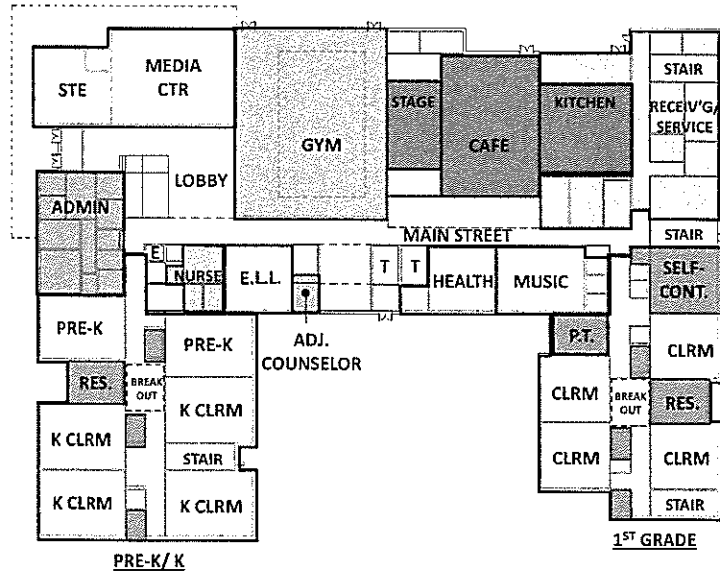 MEDIA
CTR
STE
GYM
STAGE
CAFE
KITCHEN
STAIR
RECEIV'G/
SERVICE
LOBBY
ADMIN
MAIN STREET
STAIR
E
NURSE
E.L.L.
T
T
HEALTH
MUSIC
SELF-
CONT.
PRE-K
PRE-K
ADJ.
COUNSELOR
P.T.
CLRM
RES.
BREAK
OUT
K CLRM
CLRM
BREAK
OUT
RES.
K CLRM
STAIR
CLRM
CLRM
K CLRM
K CLRM
STAIR
PRE-K/ K
1ST GRADE